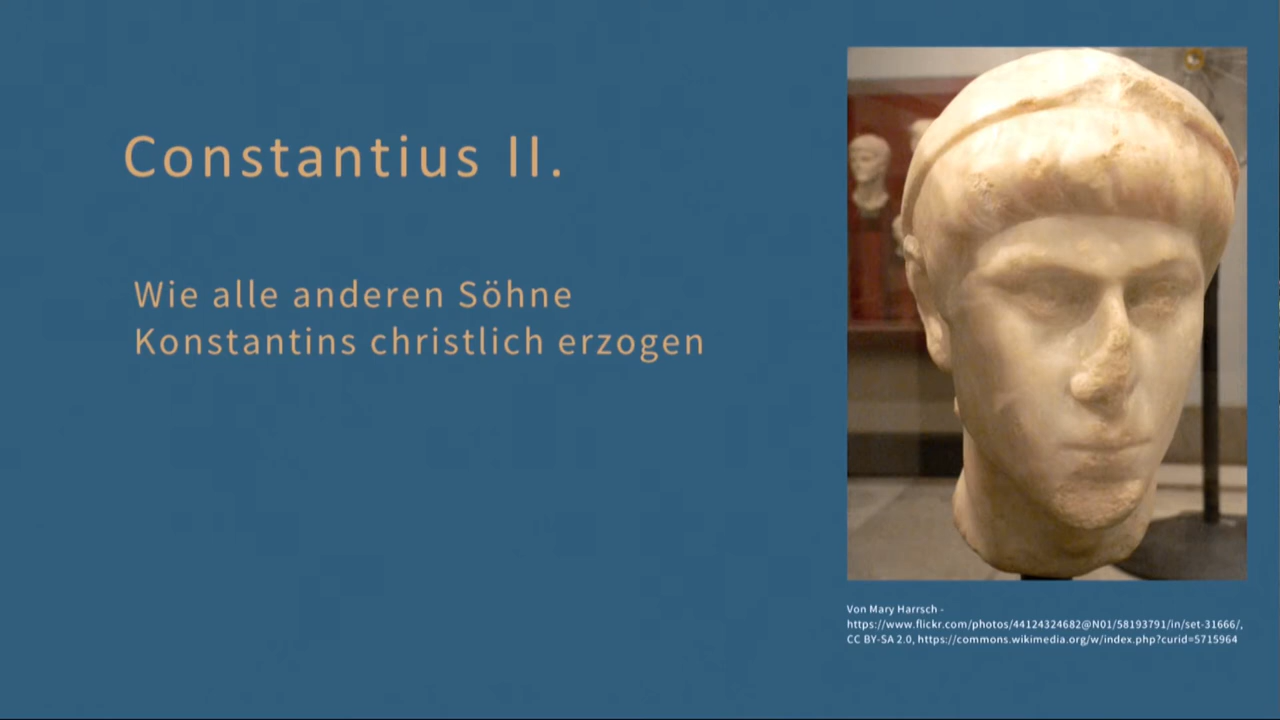 Constantius II.
Wie alle anderen Söhne
Konstantins christlich erzogen
Von Mary Harrsch -
https://www.flickr.com/photos/44124324682@N01/58193791/in/set-31666/,
CC BY-SA 2.0, https://commons.wikimedia.org/w/index.php?curid=5715964